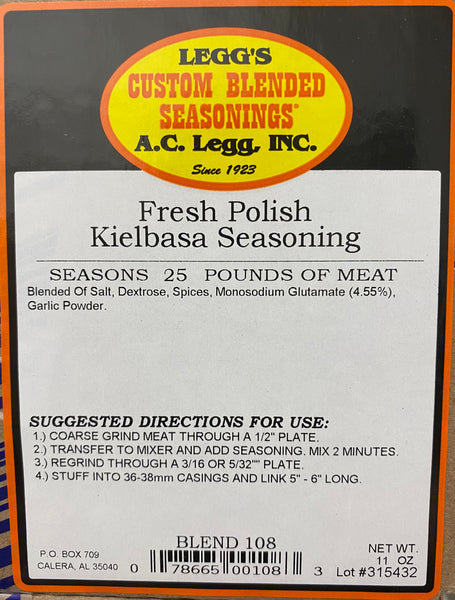 LEGG'S
CUSTOM BLENDED
SEASONINGS®
A.C. Legg, INC.
Since 1923
Fresh Polish
Kielbasa Seasoning
SEASONS 25 POUNDS OF MEAT
Blended Of Salt, Dextrose, Spices, Monosodium Glutamate (4.55%),
Garlic Powder.
SUGGESTED DIRECTIONS FOR USE:
1.) COARSE GRIND MEAT THROUGH A 1/2" PLATE.
2.) TRANSFER TO MIXER AND ADD SEASONING. MIX 2 MINUTES.
3.) REGRIND THROUGH A 3/16 OR 5/32"" PLATE.
4.) STUFF INTO 36-38mm CASINGS AND LINK 5" - 6" LONG.
BLEND 108
P.O. BOX 709
CALERA, AL 35040
0 78665 00108 3
NET WT.
11 OZ
Lot #315432